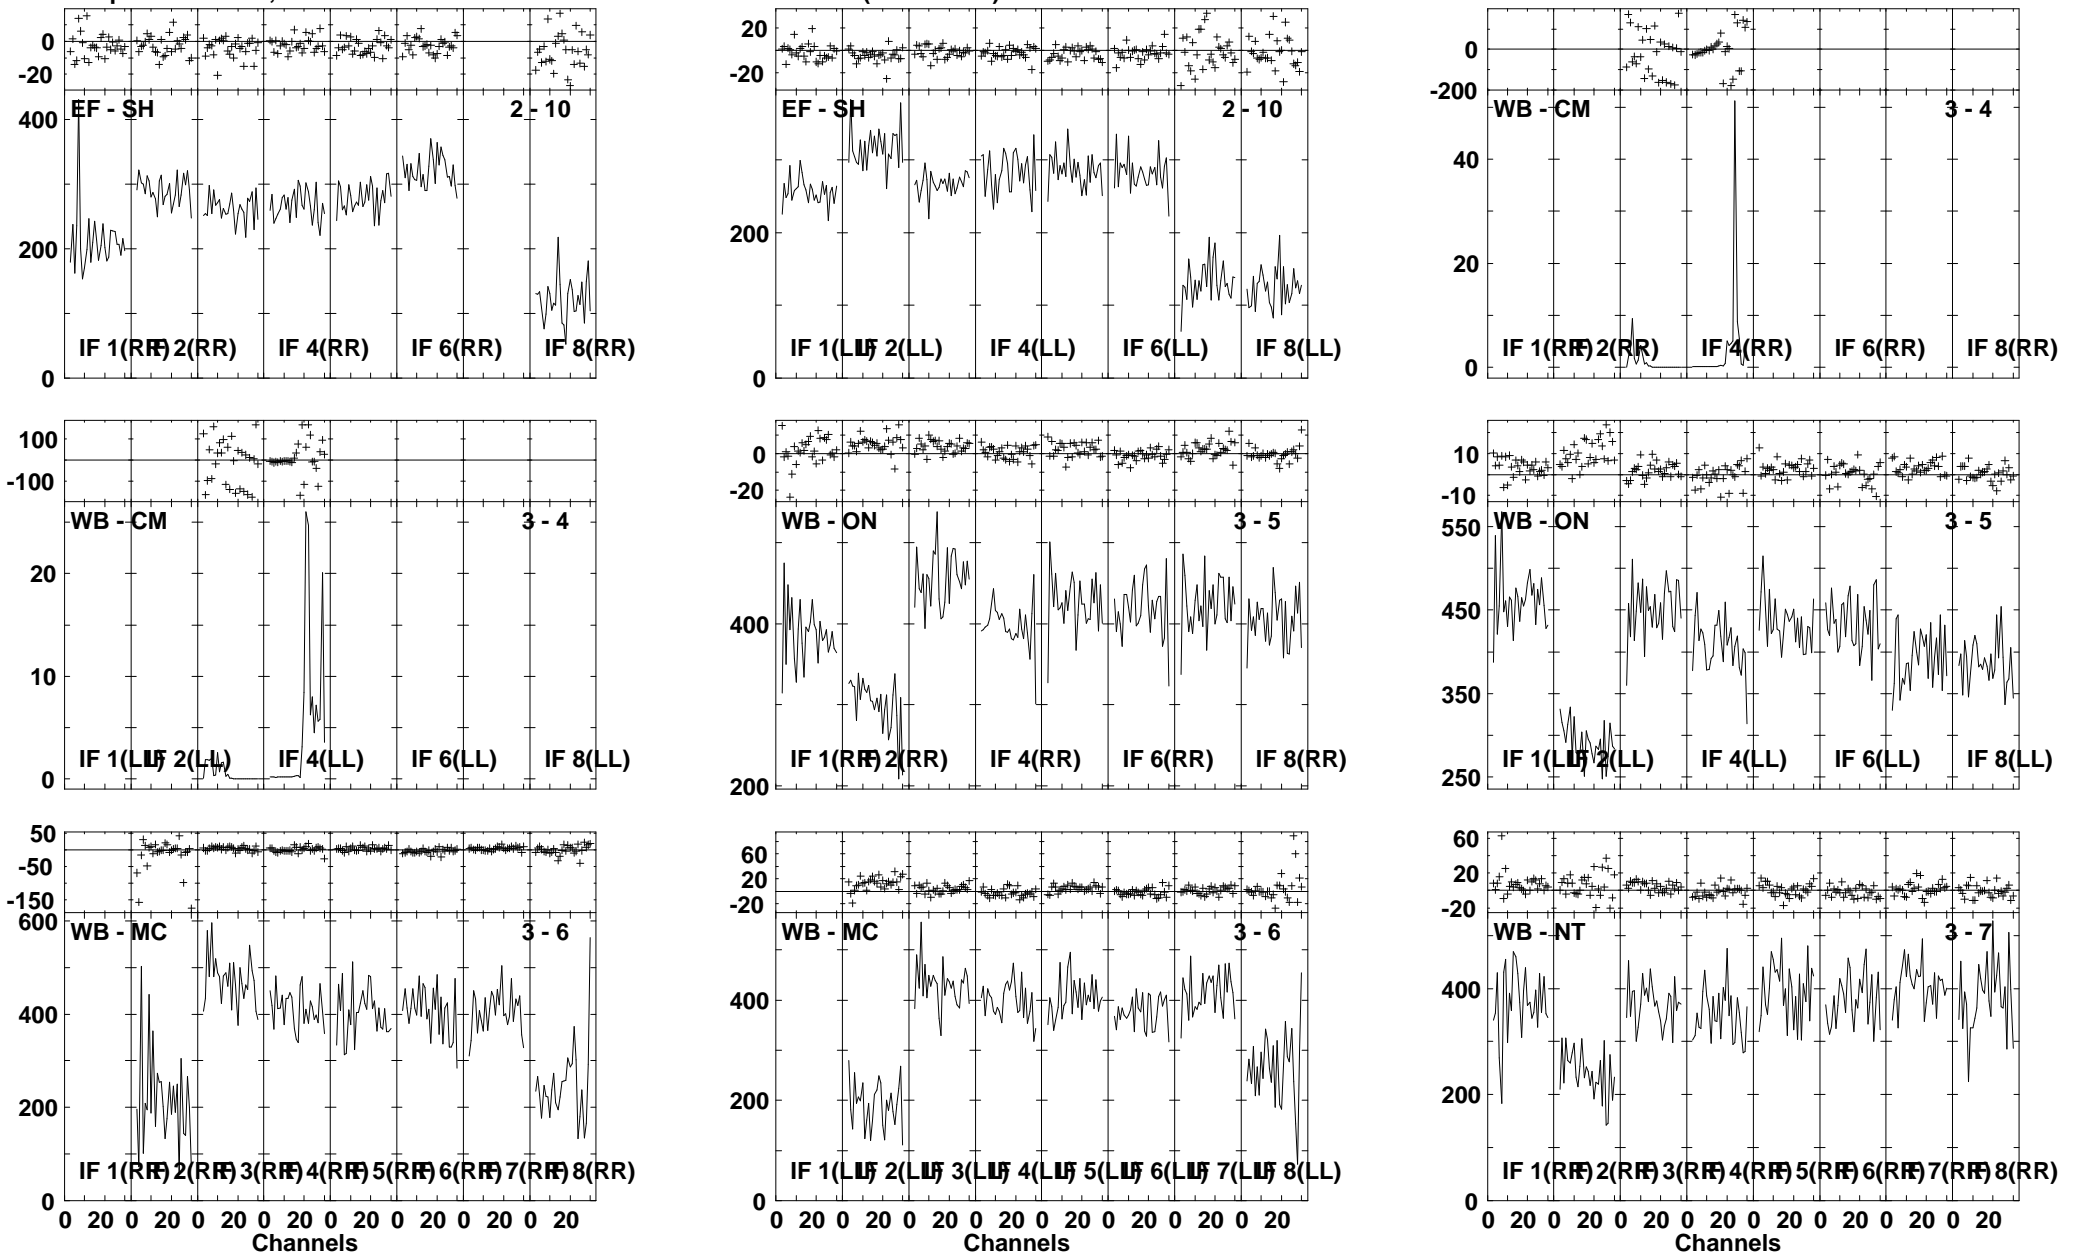 0
-20
EF - SH 2 - 10
400
200
0
IF 1(RR) IF 2(RR) IF 4(RR) IF 6(RR) IF 8(RR)
20
-20
EF - SH 2 - 10
200
0
IF 1(LL) IF 2(LL) IF 4(LL) IF 6(LL) IF 8(LL)
0
-200
WB - CM 3 - 4
40
20
0
IF 1(RR) IF 2(RR) IF 4(RR) IF 6(RR) IF 8(RR)
100
-100
WB - CM 3 - 4
20
10
0
IF 1(LL) IF 2(LL) IF 4(LL) IF 6(LL) IF 8(LL)
0
-20
WB - ON 3 - 5
400
200
IF 1(RR) IF 2(RR) IF 4(RR) IF 6(RR) IF 8(RR)
10
-10
WB - ON 3 - 5
550
450
350
250
IF 1(LL) IF 2(LL) IF 4(LL) IF 6(LL) IF 8(LL)
50
-50
-150
WB - MC 3 - 6
600
400
200
0
IF 1(RR) IF 2(RR) IF 3(RR) IF 4(RR) IF 5(RR) IF 6(RR) IF 7(RR) IF 8(RR)
0 20 0 20 0 20 0 20 0 20 0 20 0 20 0 20
Channels
60
20
-20
WB - MC 3 - 6
400
200
0
IF 1(LL) IF 2(LL) IF 3(LL) IF 4(LL) IF 5(LL) IF 6(LL) IF 7(LL) IF 8(LL)
0 20 0 20 0 20 0 20 0 20 0 20 0 20 0 20
Channels
60
20
-20
WB - NT 3 - 7
400
200
0
IF 1(RR) IF 2(RR) IF 3(RR) IF 4(RR) IF 5(RR) IF 6(RR) IF 7(RR) IF 8(RR)
0 20 0 20 0 20 0 20 0 20 0 20 0 20 0 20
Channels